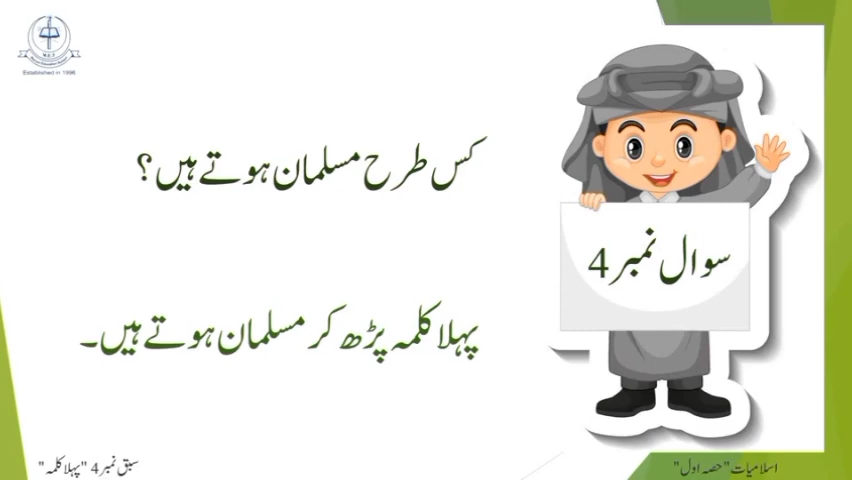 کس طرح مسلمان ہوتے ہیں؟
سوال نمبر 4
پہلا کلمہ پڑھ کر مسلمان ہوتے ہیں۔
اسلامیات "حصہ اول"
سبق نمبر 4 "پہلا کلمہ"
Established in 1996